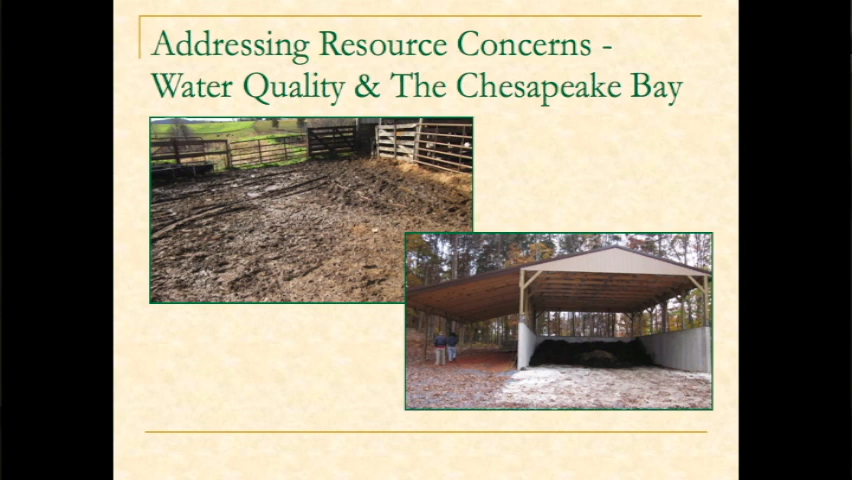 Addressing Resource Concerns -
Water Quality & The Chesapeake Bay